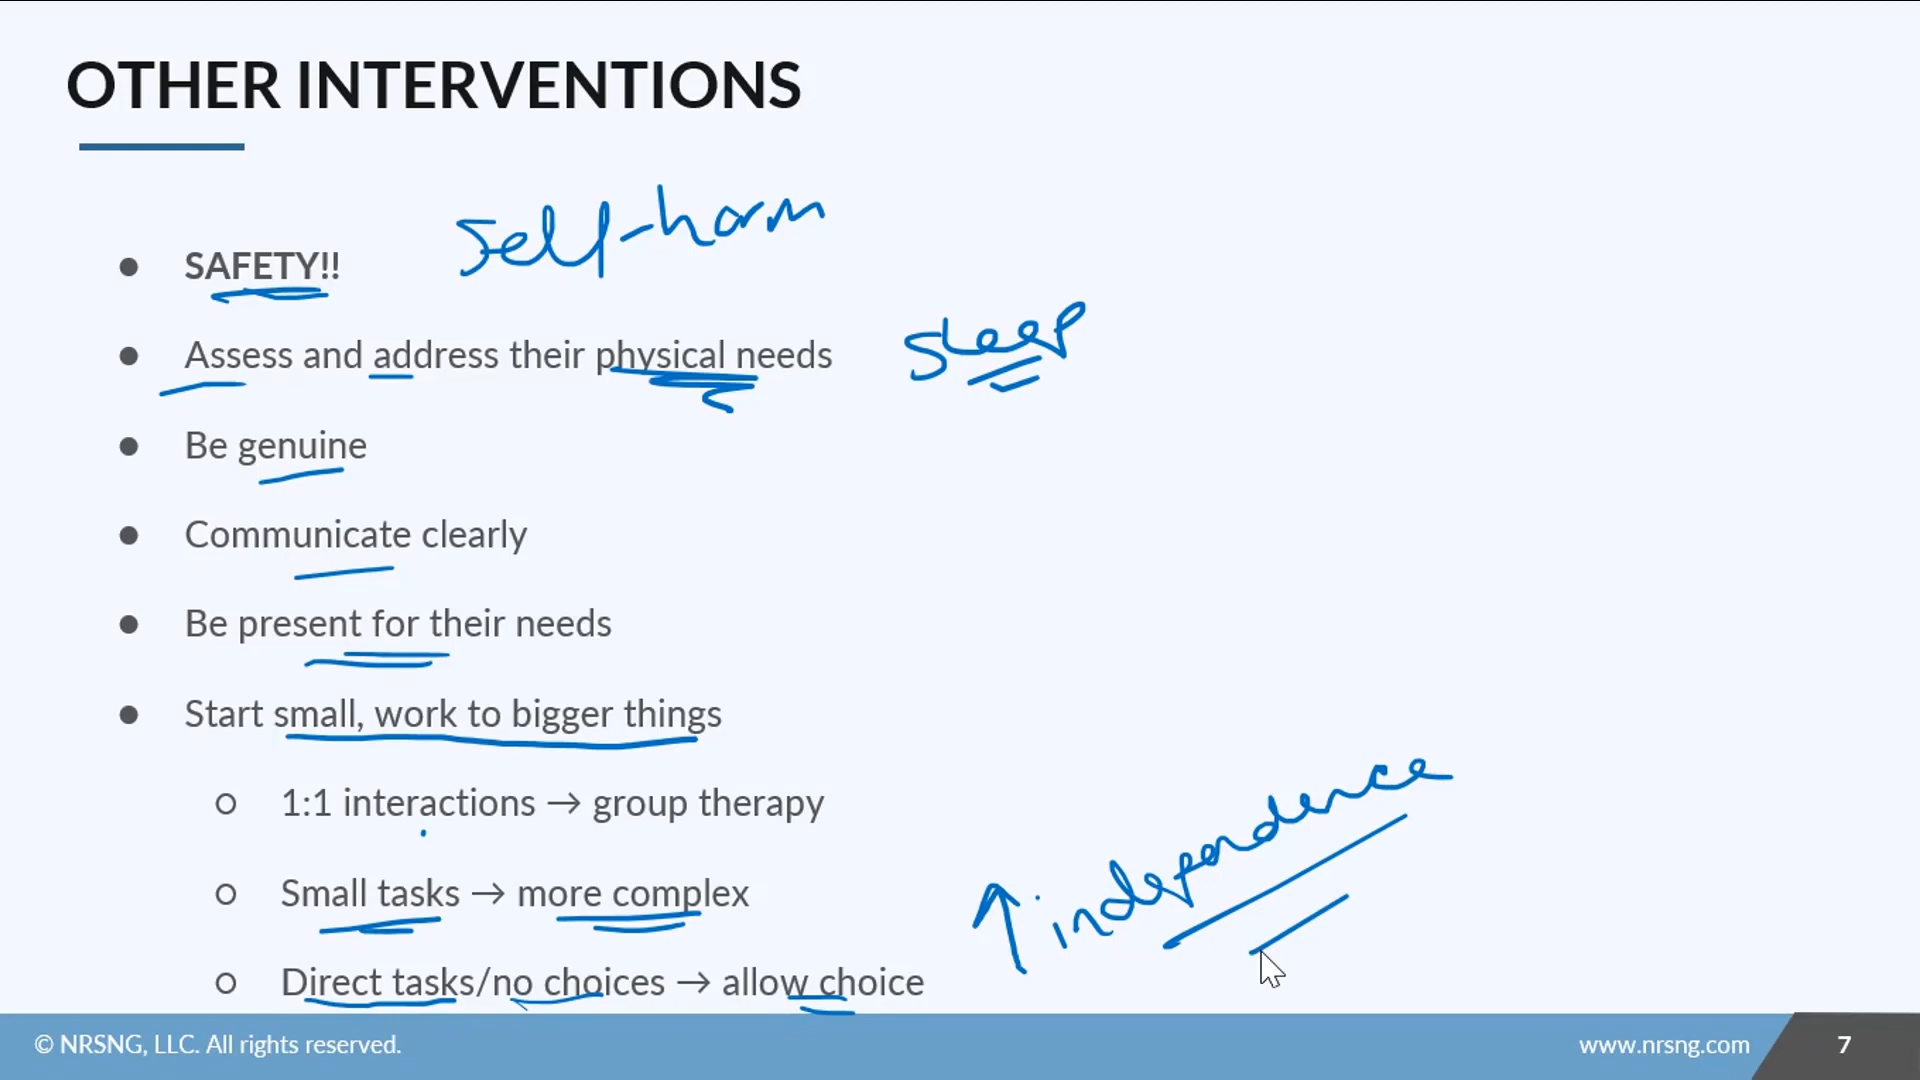 OTHER INTERVENTIONS
Self-harm
● SAFETY!!
● Assess and address their physical needs sleep
● Be genuine
● Communicate clearly
● Be present for their needs
● Start small, work to bigger things
○ 1:1 interactions → group therapy
○ Small tasks → more complex
↑ independence
○ Direct tasks/no choices → allow choice
© NRSNG, LLC. All rights reserved. www.nrsng.com 7